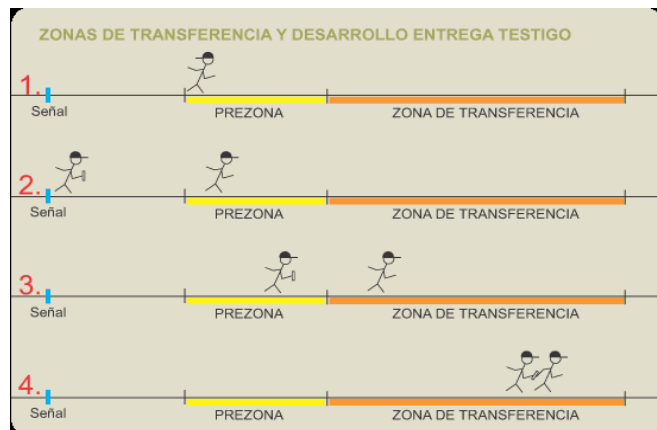 ZONAS DE TRANSFERENCIA Y DESARROLLO ENTREGA TESTIGO
1.
Señal PREZONA ZONA DE TRANSFERENCIA
2.
Señal PREZONA ZONA DE TRANSFERENCIA
3.
Señal PREZONA ZONA DE TRANSFERENCIA
4.
Señal PREZONA ZONA DE TRANSFERENCIA